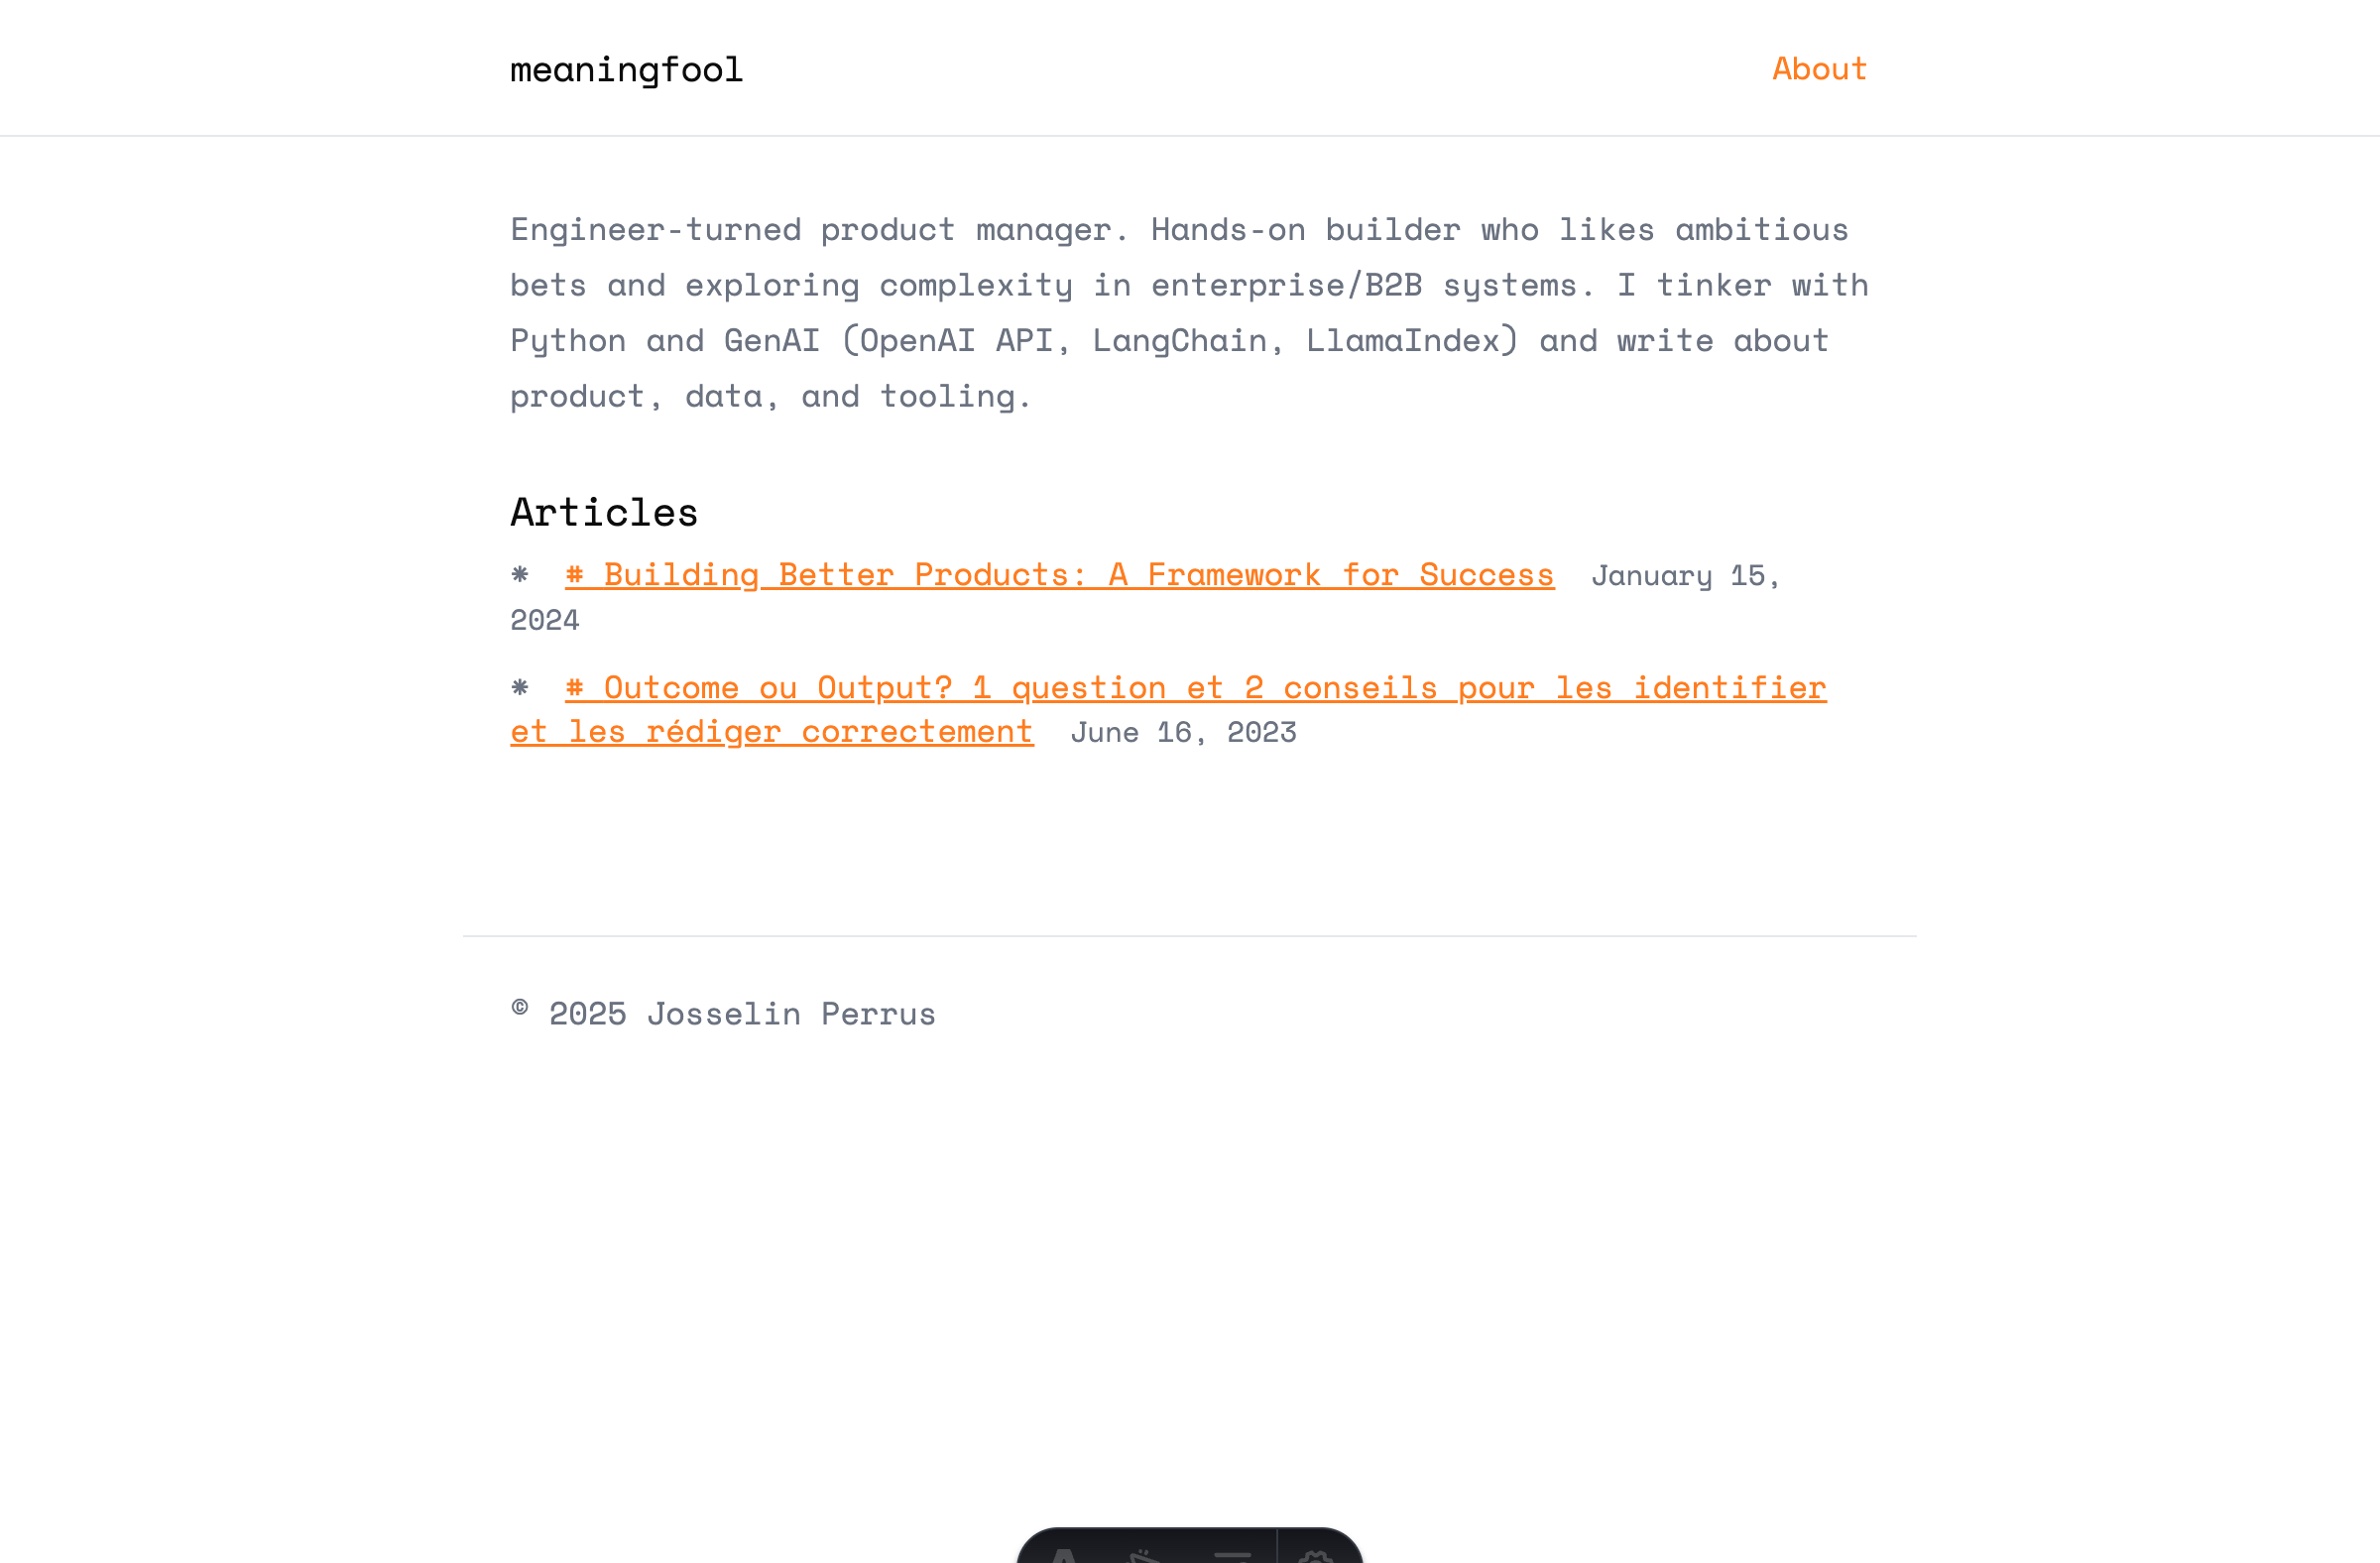 meaningfool
About
Engineer-turned product manager. Hands-on builder who likes ambitious
bets and exploring complexity in enterprise/B2B systems. I tinker with
Python and GenAI (OpenAI API, LangChain, LlamaIndex) and write about
product, data, and tooling.
Articles
* # Building Better Products: A Framework for Success January 15,
2024
* # Outcome ou Output? 1 question et 2 conseils pour les identifier
et les rédiger correctement June 16, 2023
© 2025 Josselin Perrus